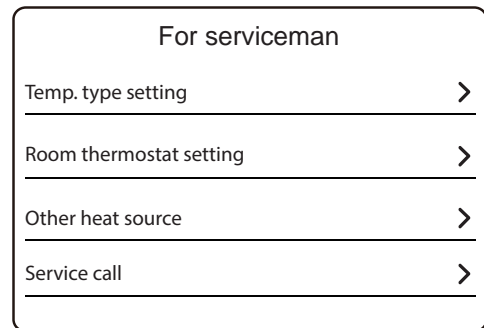 For serviceman
Temp. type setting
Room thermostat setting
Other heat source
Service call